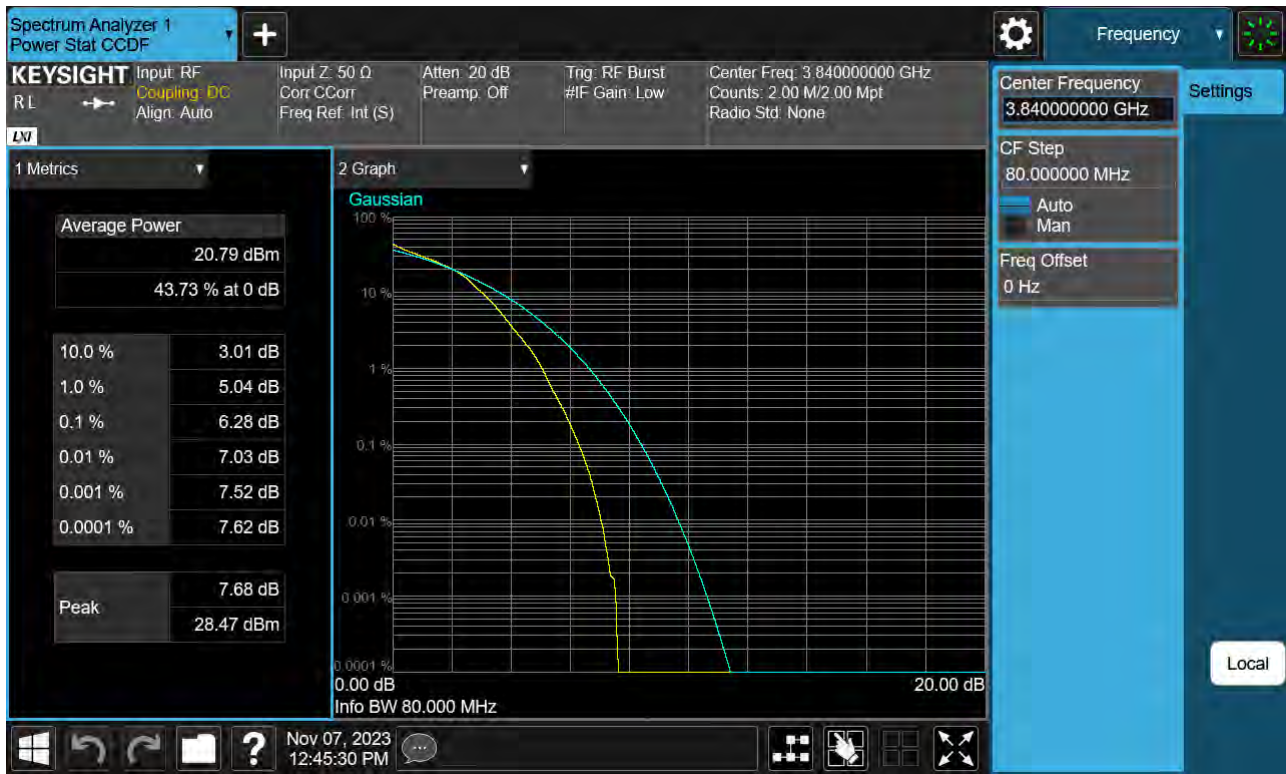 Spectrum Analyzer 1
Power Stat CCDF
Frequency
KEYSIGHT
R L
LXI
Input: RF
Coupling: DC
Align: Auto
Input Z: 50 Ω
Corr CCorr
Freq Ref: Int (S)
Atten: 20 dB
Preamp: Off
Trig: RF Burst
#IF Gain: Low
Center Freq: 3.840000000 GHz
Counts: 2.00 M/2.00 Mpt
Radio Std: None
Center Frequency
3.840000000 GHz
Settings
CF Step
80.000000 MHz
Auto
Man
Freq Offset
0 Hz
Local
1 Metrics
Average Power
20.79 dBm
43.73 % at 0 dB
10.0 % 3.01 dB
1.0 % 5.04 dB
0.1 % 6.28 dB
0.01 % 7.03 dB
0.001 % 7.52 dB
0.0001 % 7.62 dB
Peak 7.68 dB
28.47 dBm
2 Graph
Gaussian
100 %
10 %
1 %
0.1 %
0.01 %
0.001 %
0.0001 %
0.00 dB 20.00 dB
Info BW 80.000 MHz
?
Nov 07, 2023
12:45:30 PM